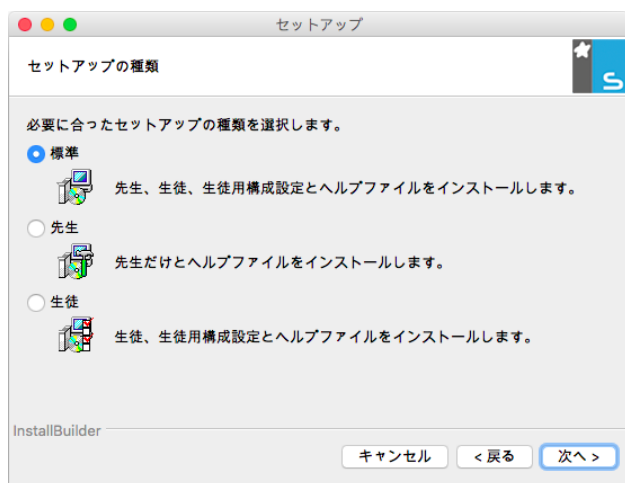 セットアップ
セットアップの種類
S
必要に合ったセットアップの種類を選択します。
標準
先生、生徒、生徒用構成設定とヘルプファイルをインストールします。
先生
先生だけとヘルプファイルをインストールします。
生徒
生徒、生徒用構成設定とヘルプファイルをインストールします。
InstallBuilder
キャンセル
< 戻る
次へ >